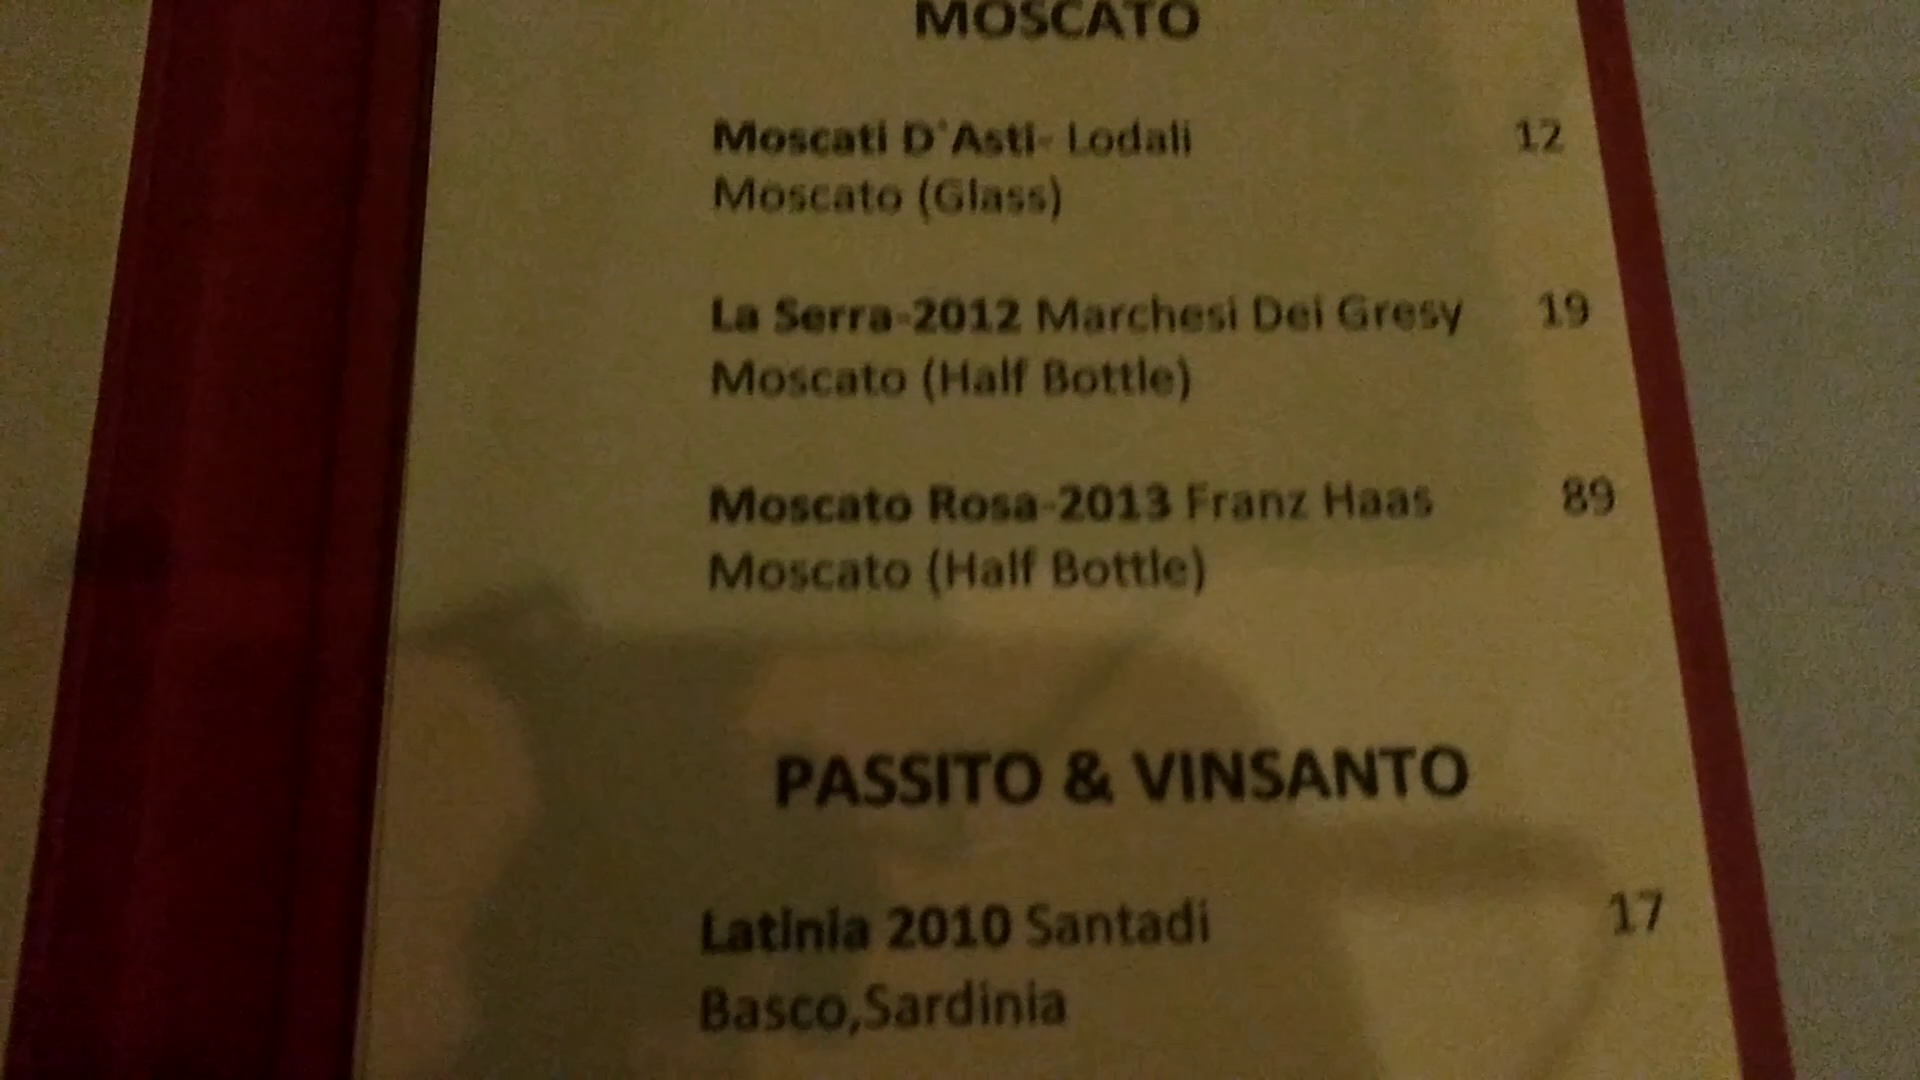 MOSCATO
Moscati D'Asti- Lodali 12
Moscato (Glass)
La Serra-2012 Marchesi Dei Gresy 19
Moscato (Half Bottle)
Moscato Rosa-2013 Franz Haas 89
Moscato (Half Bottle)
PASSITO & VINSANTO
Latinia 2010 Santadi 17
Basco,Sardinia